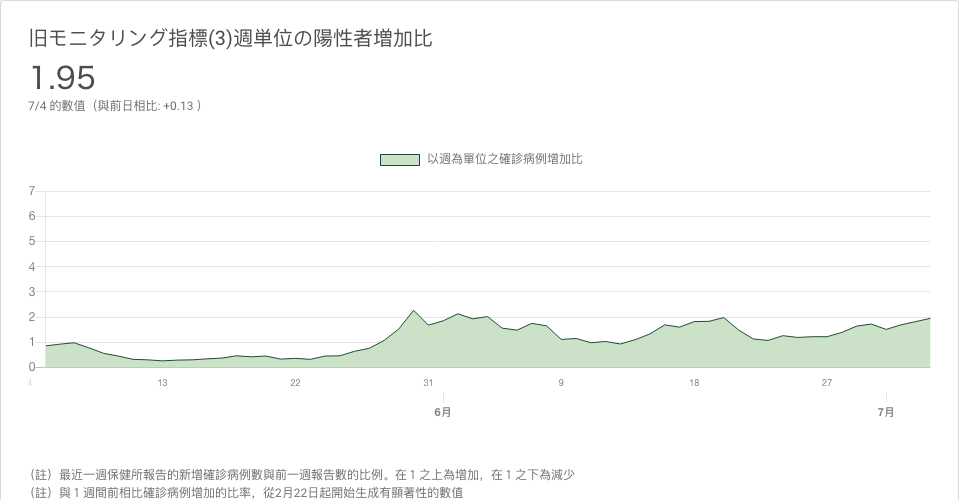 旧モニタリング指標(3)週単位の陽性者増加比
1.95
7/4 的數值（與前日相比: +0.13 ）
以週為單位之確診病例增加比
7
6
5
4
3
2
1
0
4 13 22 31 9 18 27
6月 7月
（註）最近一週保健所報告的新增確診病例數與前一週報告數的比例。在１之上為增加，在１之下為減少
（註）與１週間前相比確診病例增加的比率，從2月22日起開始生成有顯著性的數值